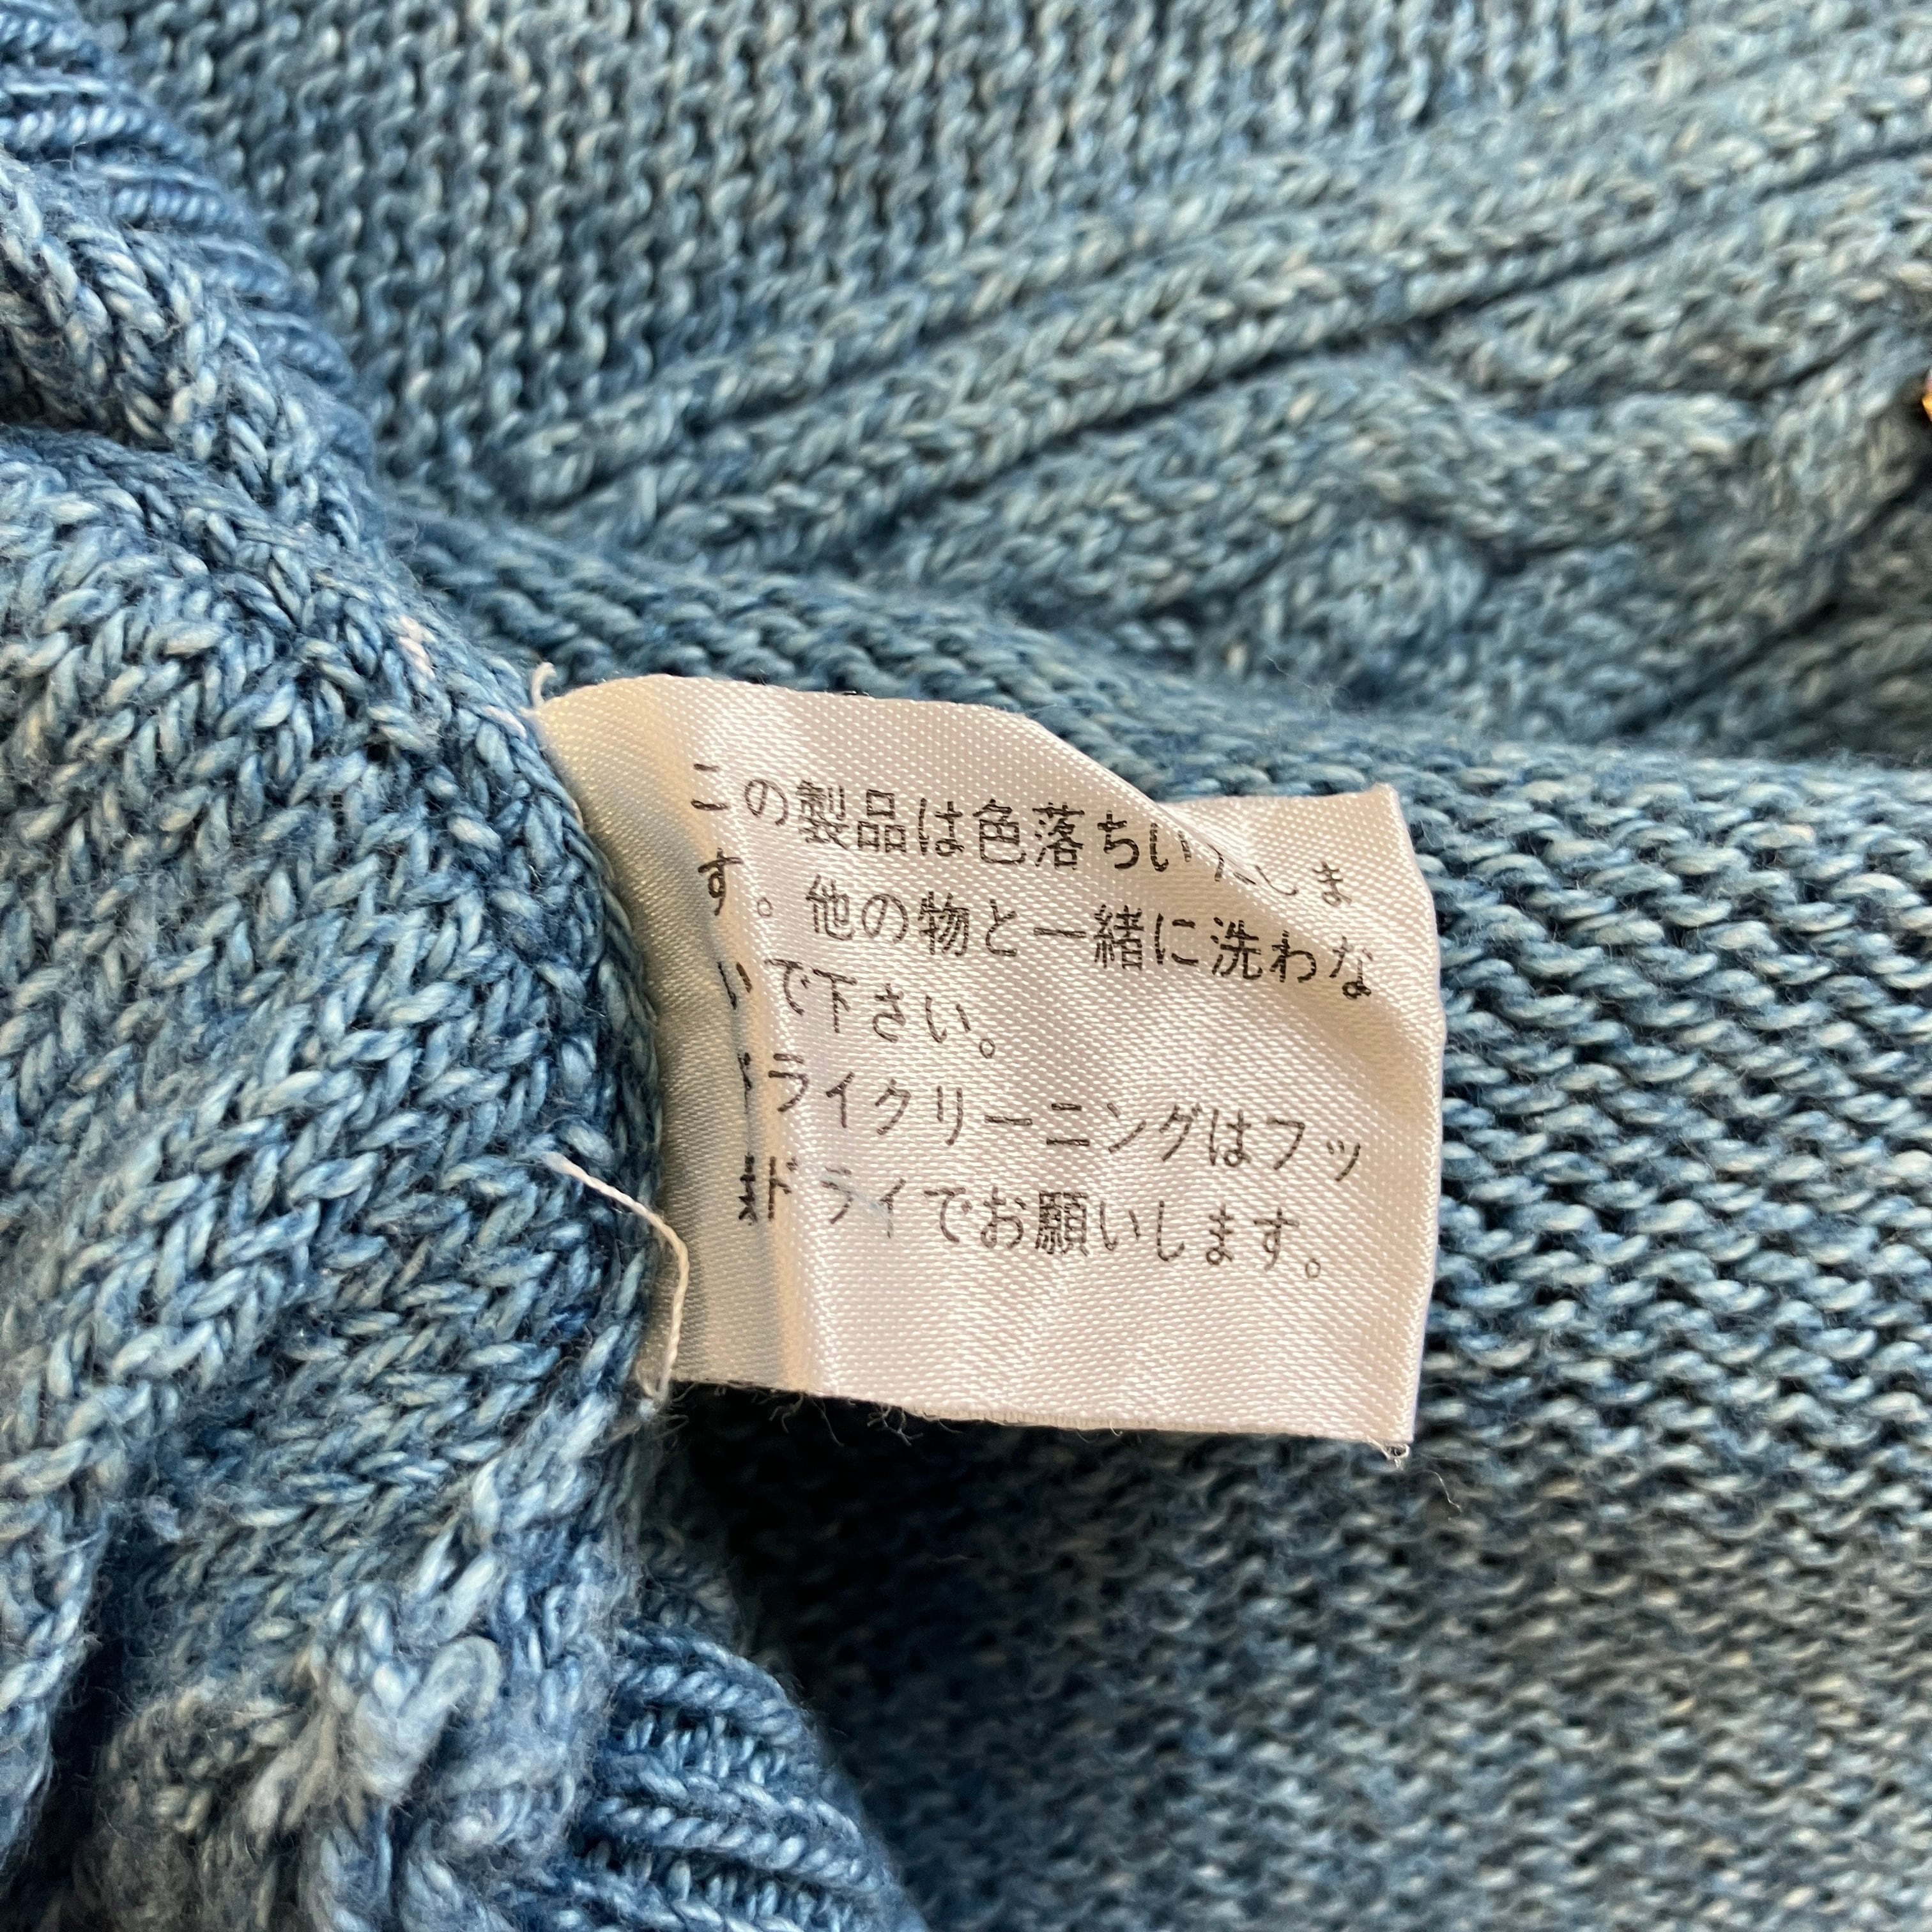 この製品は色落ちいたしま
す。他の物と一緒に洗わな
いで下さい。
ドライクリーニングはフッ
素ドライでお願いします。